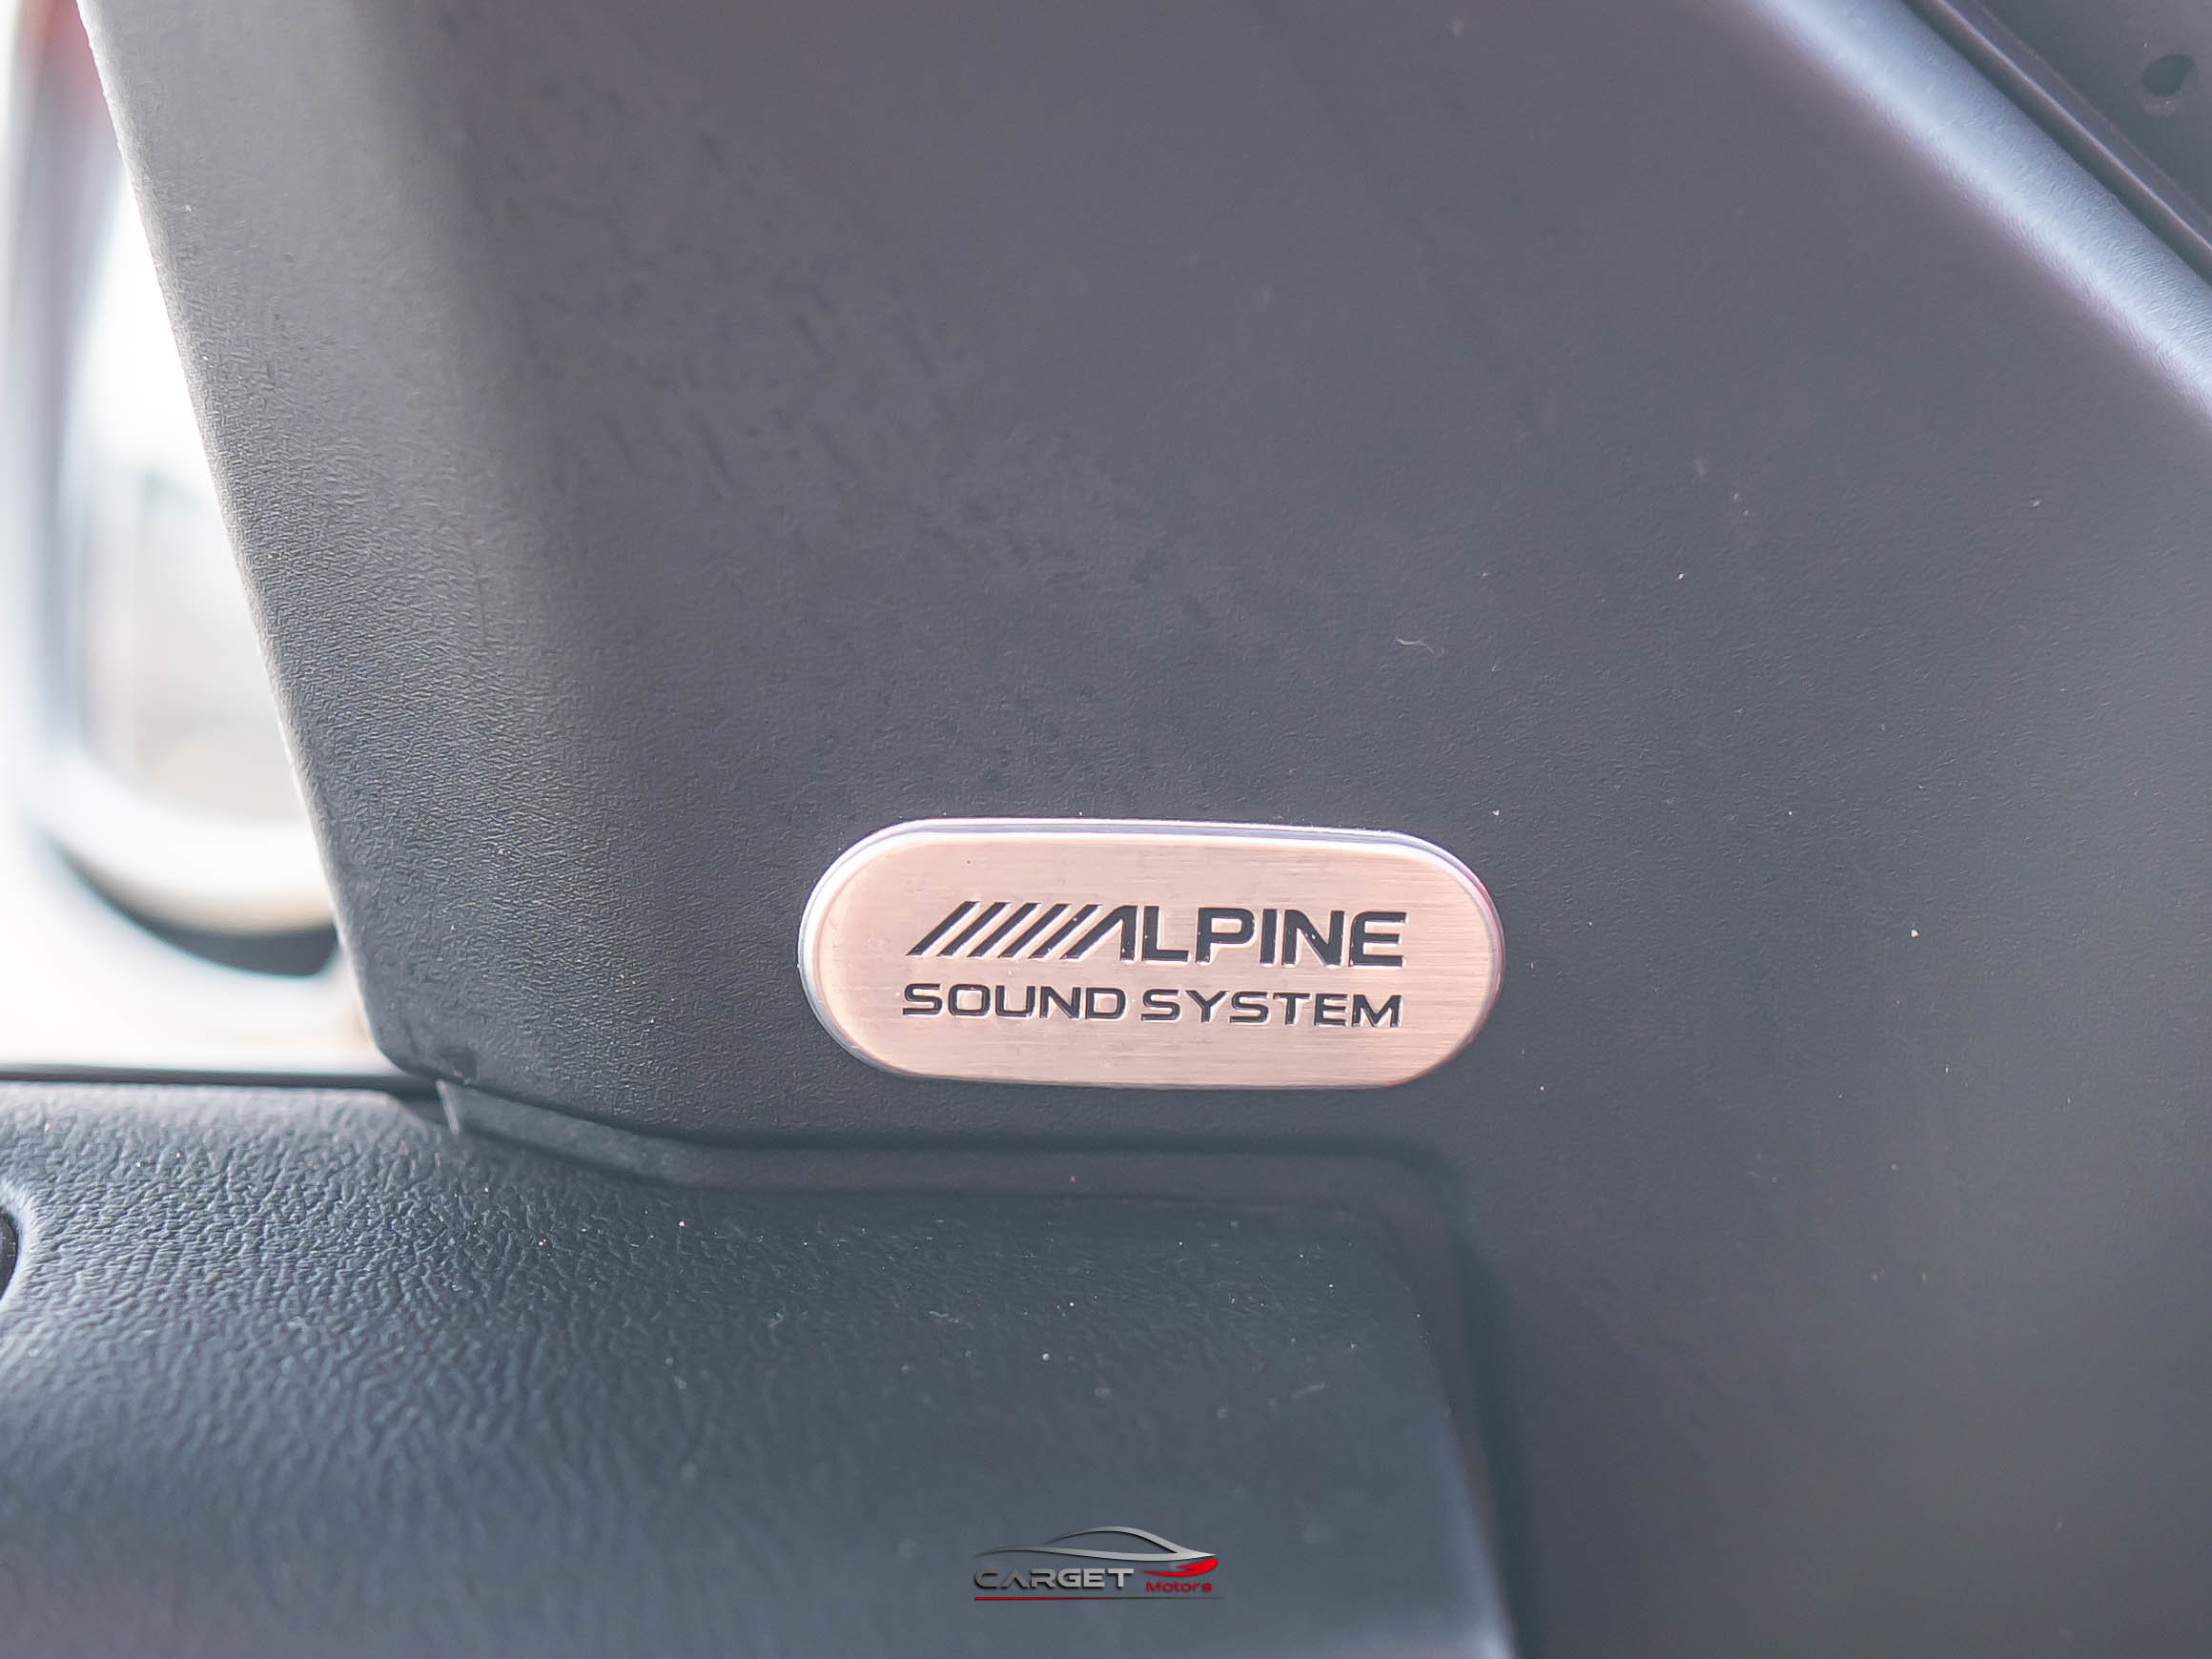 ALPINE
SOUND SYSTEM
CARGET
Motors